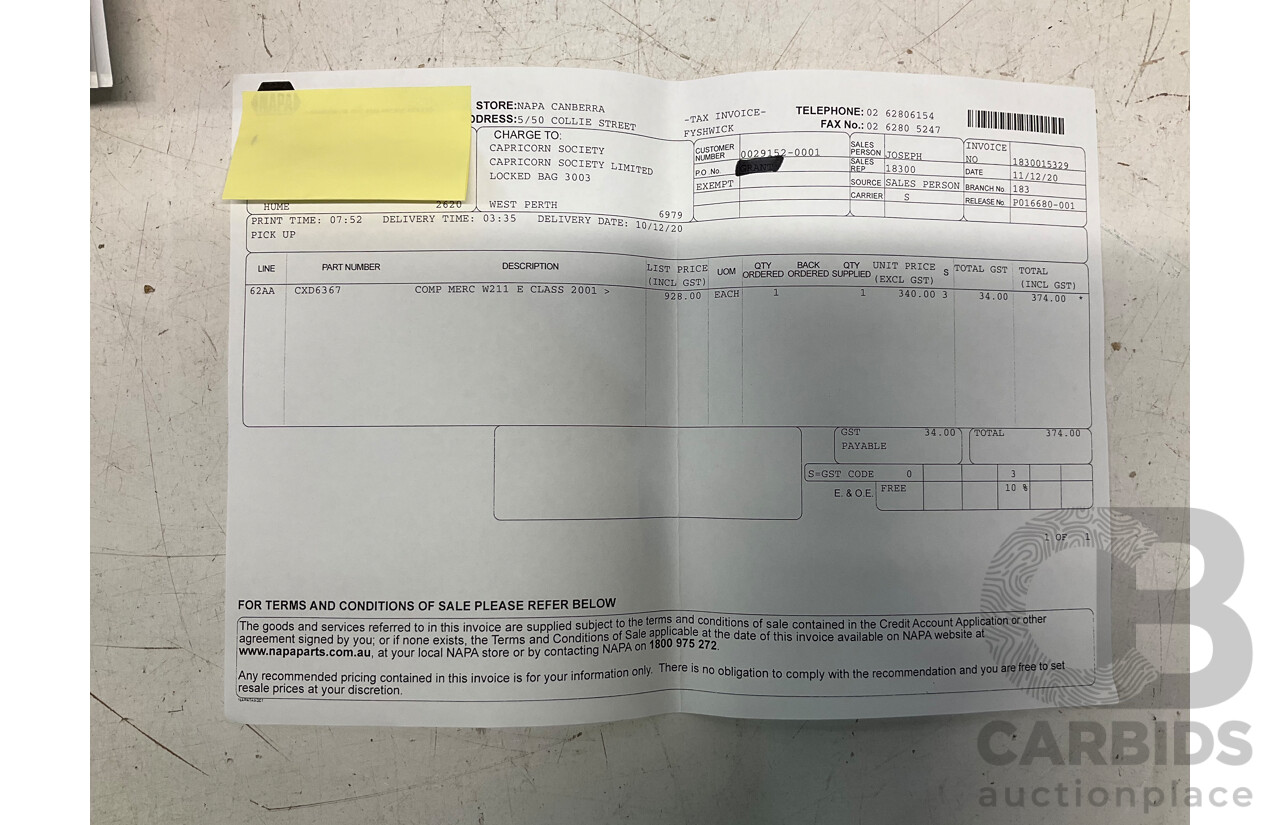 NAPA
STORE:NAPA CANBERRA
DDRESS:5/50 COLLIE STREET
-TAX INVOICE-
FYSHWICK
TELEPHONE: 02 62806154
FAX No.: 02 6280 5247
CHARGE TO:
CAPRICORN SOCIETY
CAPRICORN SOCIETY LIMITED
LOCKED BAG 3003
WEST PERTH
6979
HUME 2620
CUSTOMER NUMBER 0029152-0001
P.O .No.
EXEMPT
SALES PERSON JOSEPH
SALES REP 18300
SOURCE SALES PERSON
CARRIER S
INVOICE NO 1830015329
DATE 11/12/20
BRANCH No. 183
RELEASE No. P016680-001
PRINT TIME: 07:52 DELIVERY TIME: 03:35 DELIVERY DATE: 10/12/20
PICK UP
LINE PART NUMBER DESCRIPTION LIST PRICE (INCL GST) UOM QTY ORDERED BACK ORDERED QTY SUPPLIED UNIT PRICE (EXCL GST) S TOTAL GST TOTAL (INCL GST)
62AA CXD6367 COMP MERC W211 E CLASS 2001 > 928.00 EACH 1 1 340.00 3 34.00 374.00 *
GST PAYABLE 34.00 TOTAL 374.00
S=GST CODE 0 3
E. & O.E. FREE 10 %
1 OF 1
FOR TERMS AND CONDITIONS OF SALE PLEASE REFER BELOW
The goods and services referred to in this invoice are supplied subject to the terms and conditions of sale contained in the Credit Account Application or other
agreement signed by you; or if none exists, the Terms and Conditions of Sale applicable at the date of this invoice available on NAPA website at
www.napaparts.com.au, at your local NAPA store or by contacting NAPA on 1800 975 272.
Any recommended pricing contained in this invoice is for your information only. There is no obligation to comply with the recommendation and you are free to set
resale prices at your discretion.
CB
CARBIDS
auctionplace